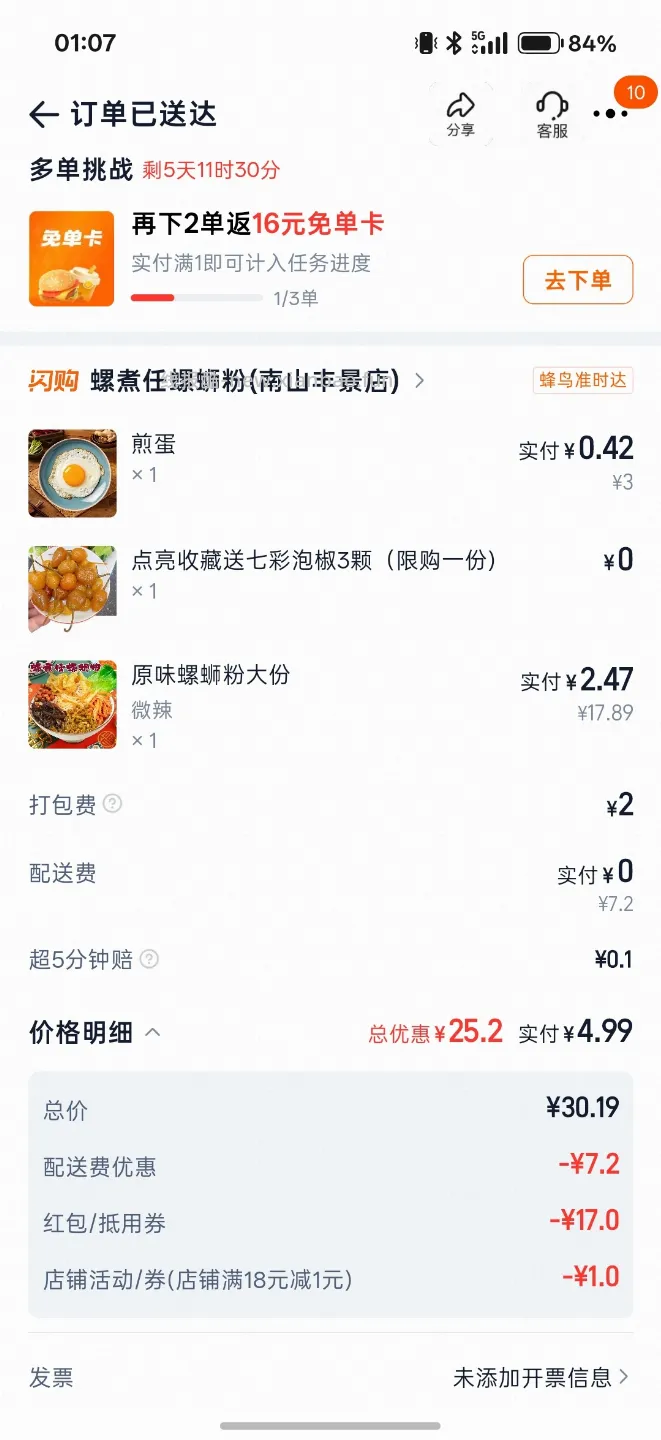 01:07
5G
84%
订单已送达
分享
客服
10
多单挑战 剩5天11时30分
免单卡
再下2单返16元免单卡
实付满1即可计入任务进度
1/3单
去下单
闪购 螺煮任螺蛳粉(南山丰景店)
蜂鸟准时达
煎蛋
实付¥0.42
×1
¥3
点亮收藏送七彩泡椒3颗（限购一份）
¥0
×1
原味螺蛳粉大份
实付¥2.47
微辣
¥17.89
×1
打包费
¥2
配送费
实付¥0
¥7.2
超5分钟赔
¥0.1
价格明细
总优惠¥25.2 实付¥4.99
总价
¥30.19
配送费优惠
-¥7.2
红包/抵用券
-¥17.0
店铺活动/券(店铺满18元减1元)
-¥1.0
发票
未添加开票信息